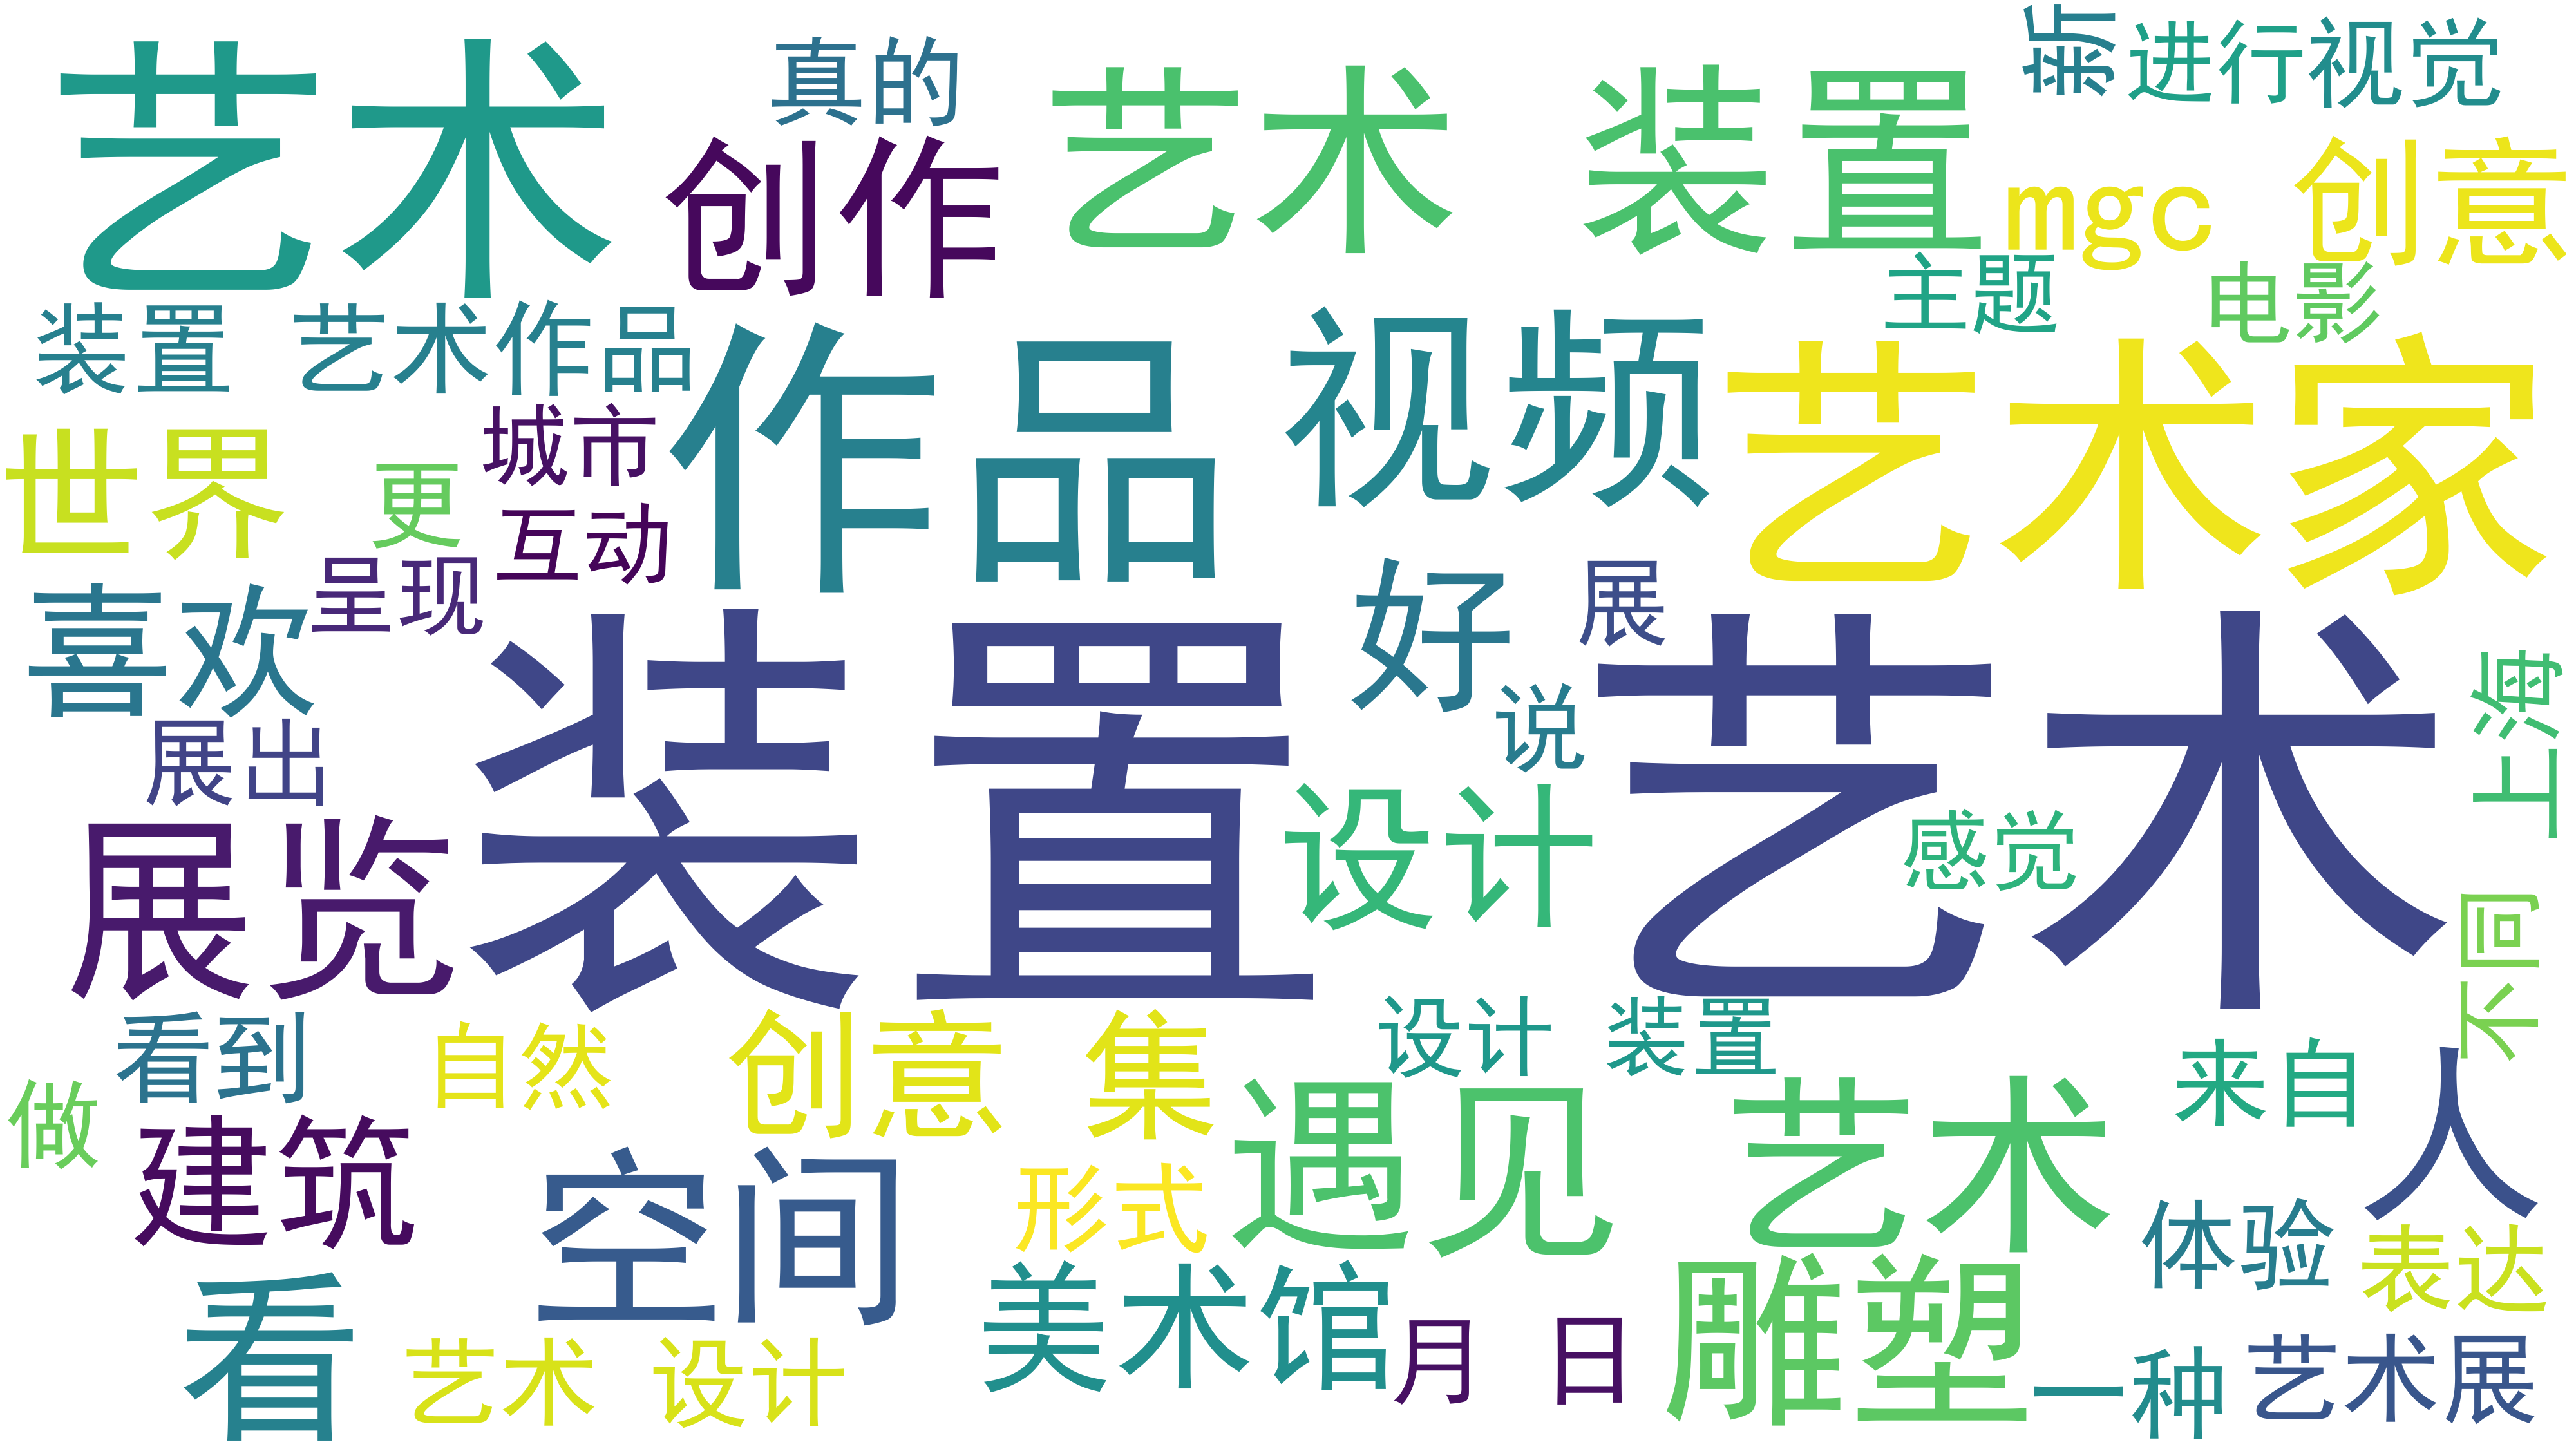 艺术
真的
创作
艺术 装置
新
进行
视觉
mgc 创意
主题
电影
装置 艺术作品
作品
视频
艺术家
世界
更
城市
互动
喜欢
呈现
好
展
装置 艺术
说
上海
展出
展览
设计
感觉
不同
看到
自然
创意 集
设计 装置
来自
人
做
建筑
空间
形式
遇见 艺术
体验
表达
看
艺术 设计
美术馆
月 日
雕塑
一种
艺术展